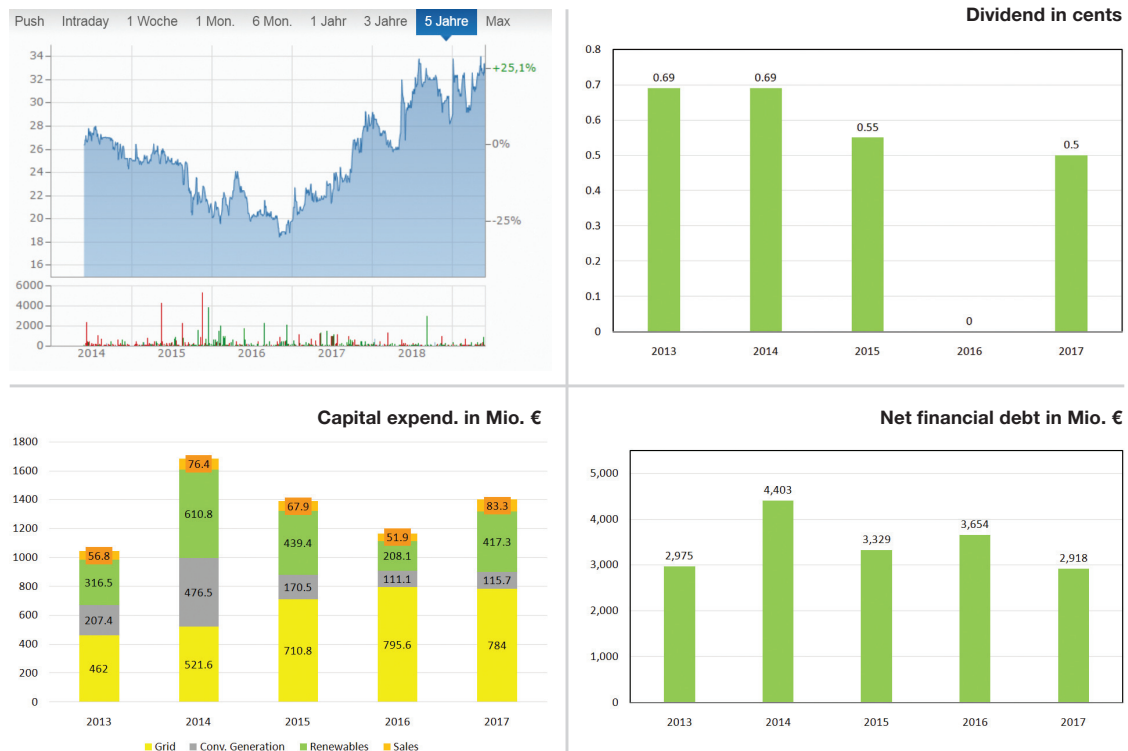 Push Intraday 1 Woche 1 Mon. 6 Mon. 1 Jahr 3 Jahre 5 Jahre Max
34
32
30
28
26
24
22
20
18
16
+25,1%
0%
-25%
6000
4000
2000
0
2014 2015 2016 2017 2018
Dividend in cents
0.8
0.7
0.6
0.5
0.4
0.3
0.2
0.1
0
0.69 0.69 0.55 0 0.5
2013 2014 2015 2016 2017
Capital expend. in Mio. €
1800
1600
1400
1200
1000
800
600
400
200
0
56.8 76.4 67.9 51.9 83.3
316.5 610.8 439.4 208.1 417.3
207.4 476.5 170.5 111.1 115.7
462 521.6 710.8 795.6 784
2013 2014 2015 2016 2017
Grid Conv. Generation Renewables Sales
Net financial debt in Mio. €
5,000
4,000
3,000
2,000
1,000
0
2,975 4,403 3,329 3,654 2,918
2013 2014 2015 2016 2017